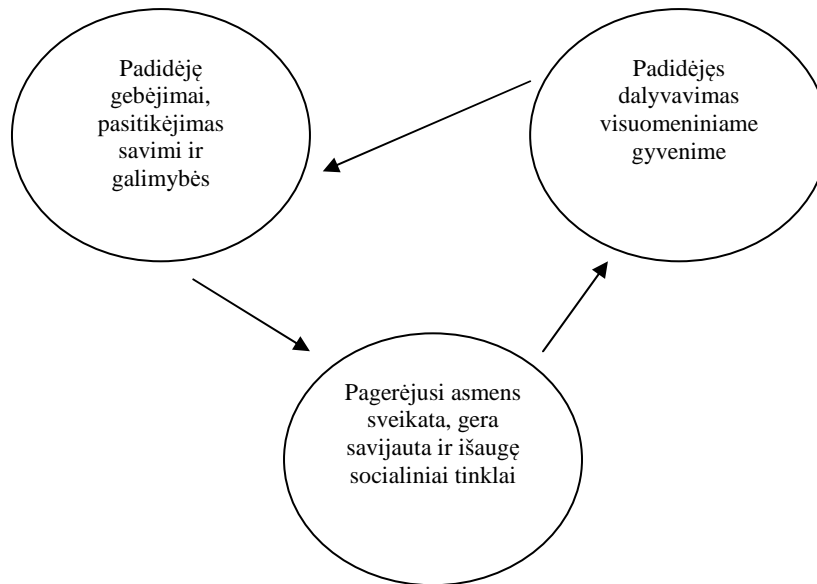 Padidėję
gebėjimai,
pasitikėjimas
savimi ir
galimybės
Padidėjęs
dalyvavimas
visuomeniniame
gyvenime
Pagerėjusi asmens
sveikata, gera
savijauta ir išaugę
socialiniai tinklai